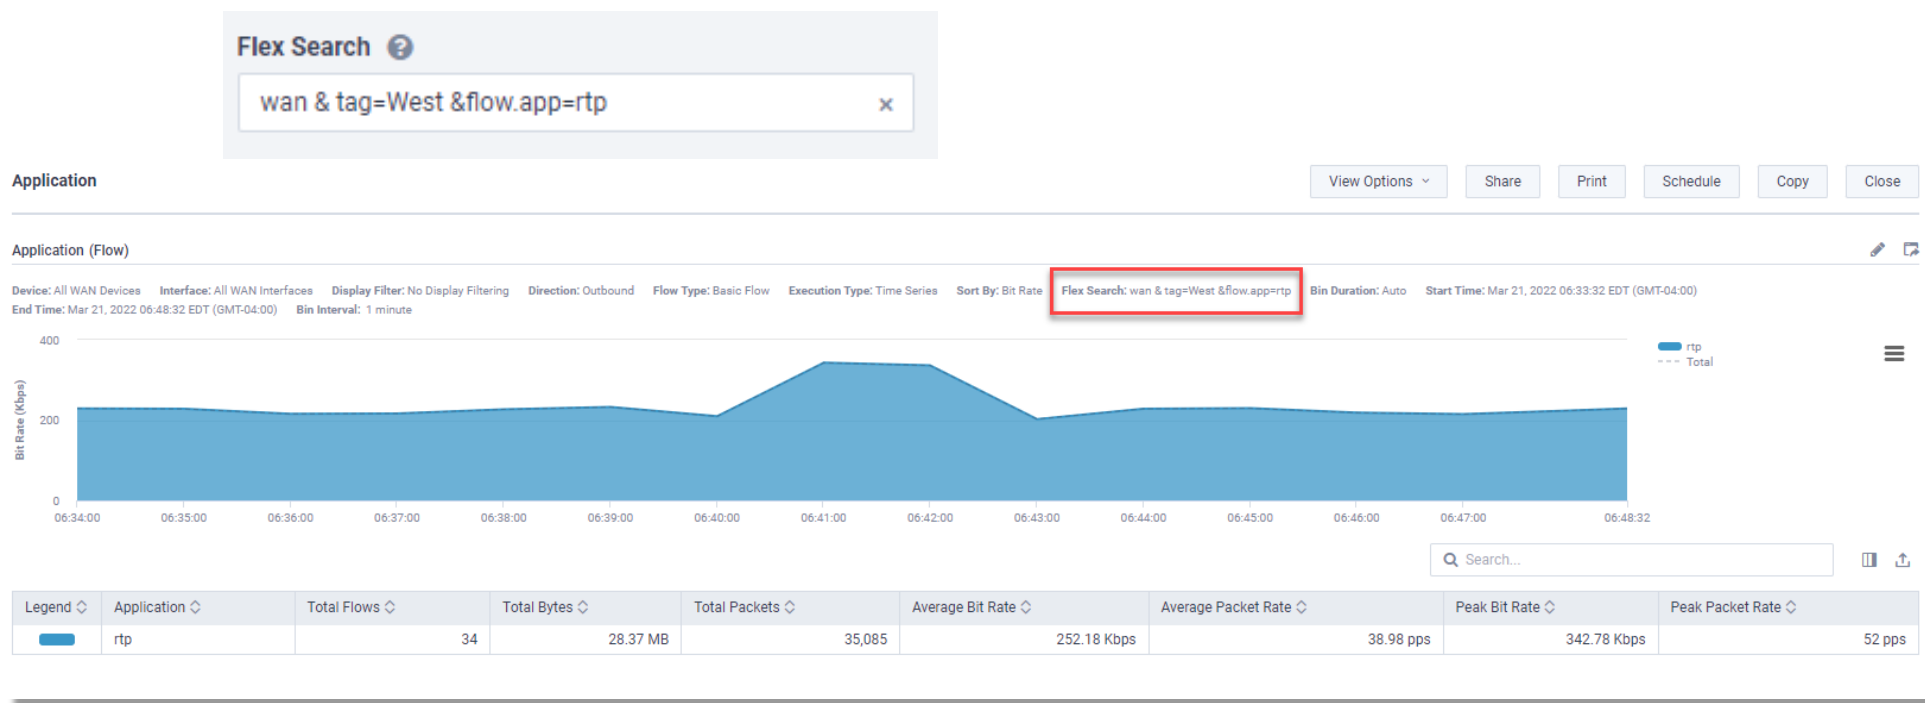 Flex Search ?
wan & tag=West &flow.app=rtp ×
Application
View Options Share Print Schedule Copy Close
Application (Flow)
Device: All WAN Devices Interface: All WAN Interfaces Display Filter: No Display Filtering Direction: Outbound Flow Type: Basic Flow Execution Type: Time Series Sort By: Bit Rate Flex Search: wan & tag=West &flow.app=rtp Bin Duration: Auto Start Time: Mar 21, 2022 06:33:32 EDT (GMT-04:00)
End Time: Mar 21, 2022 06:48:32 EDT (GMT-04:00) Bin Interval: 1 minute
Bit Rate (Kbps)
400
200
0
06:34:00 06:35:00 06:36:00 06:37:00 06:38:00 06:39:00 06:40:00 06:41:00 06:42:00 06:43:00 06:44:00 06:45:00 06:46:00 06:47:00 06:48:32
rtp
Total
Search...
Legend Application Total Flows Total Bytes Total Packets Average Bit Rate Average Packet Rate Peak Bit Rate Peak Packet Rate
rtp 34 28.37 MB 35,085 252.18 Kbps 38.98 pps 342.78 Kbps 52 pps